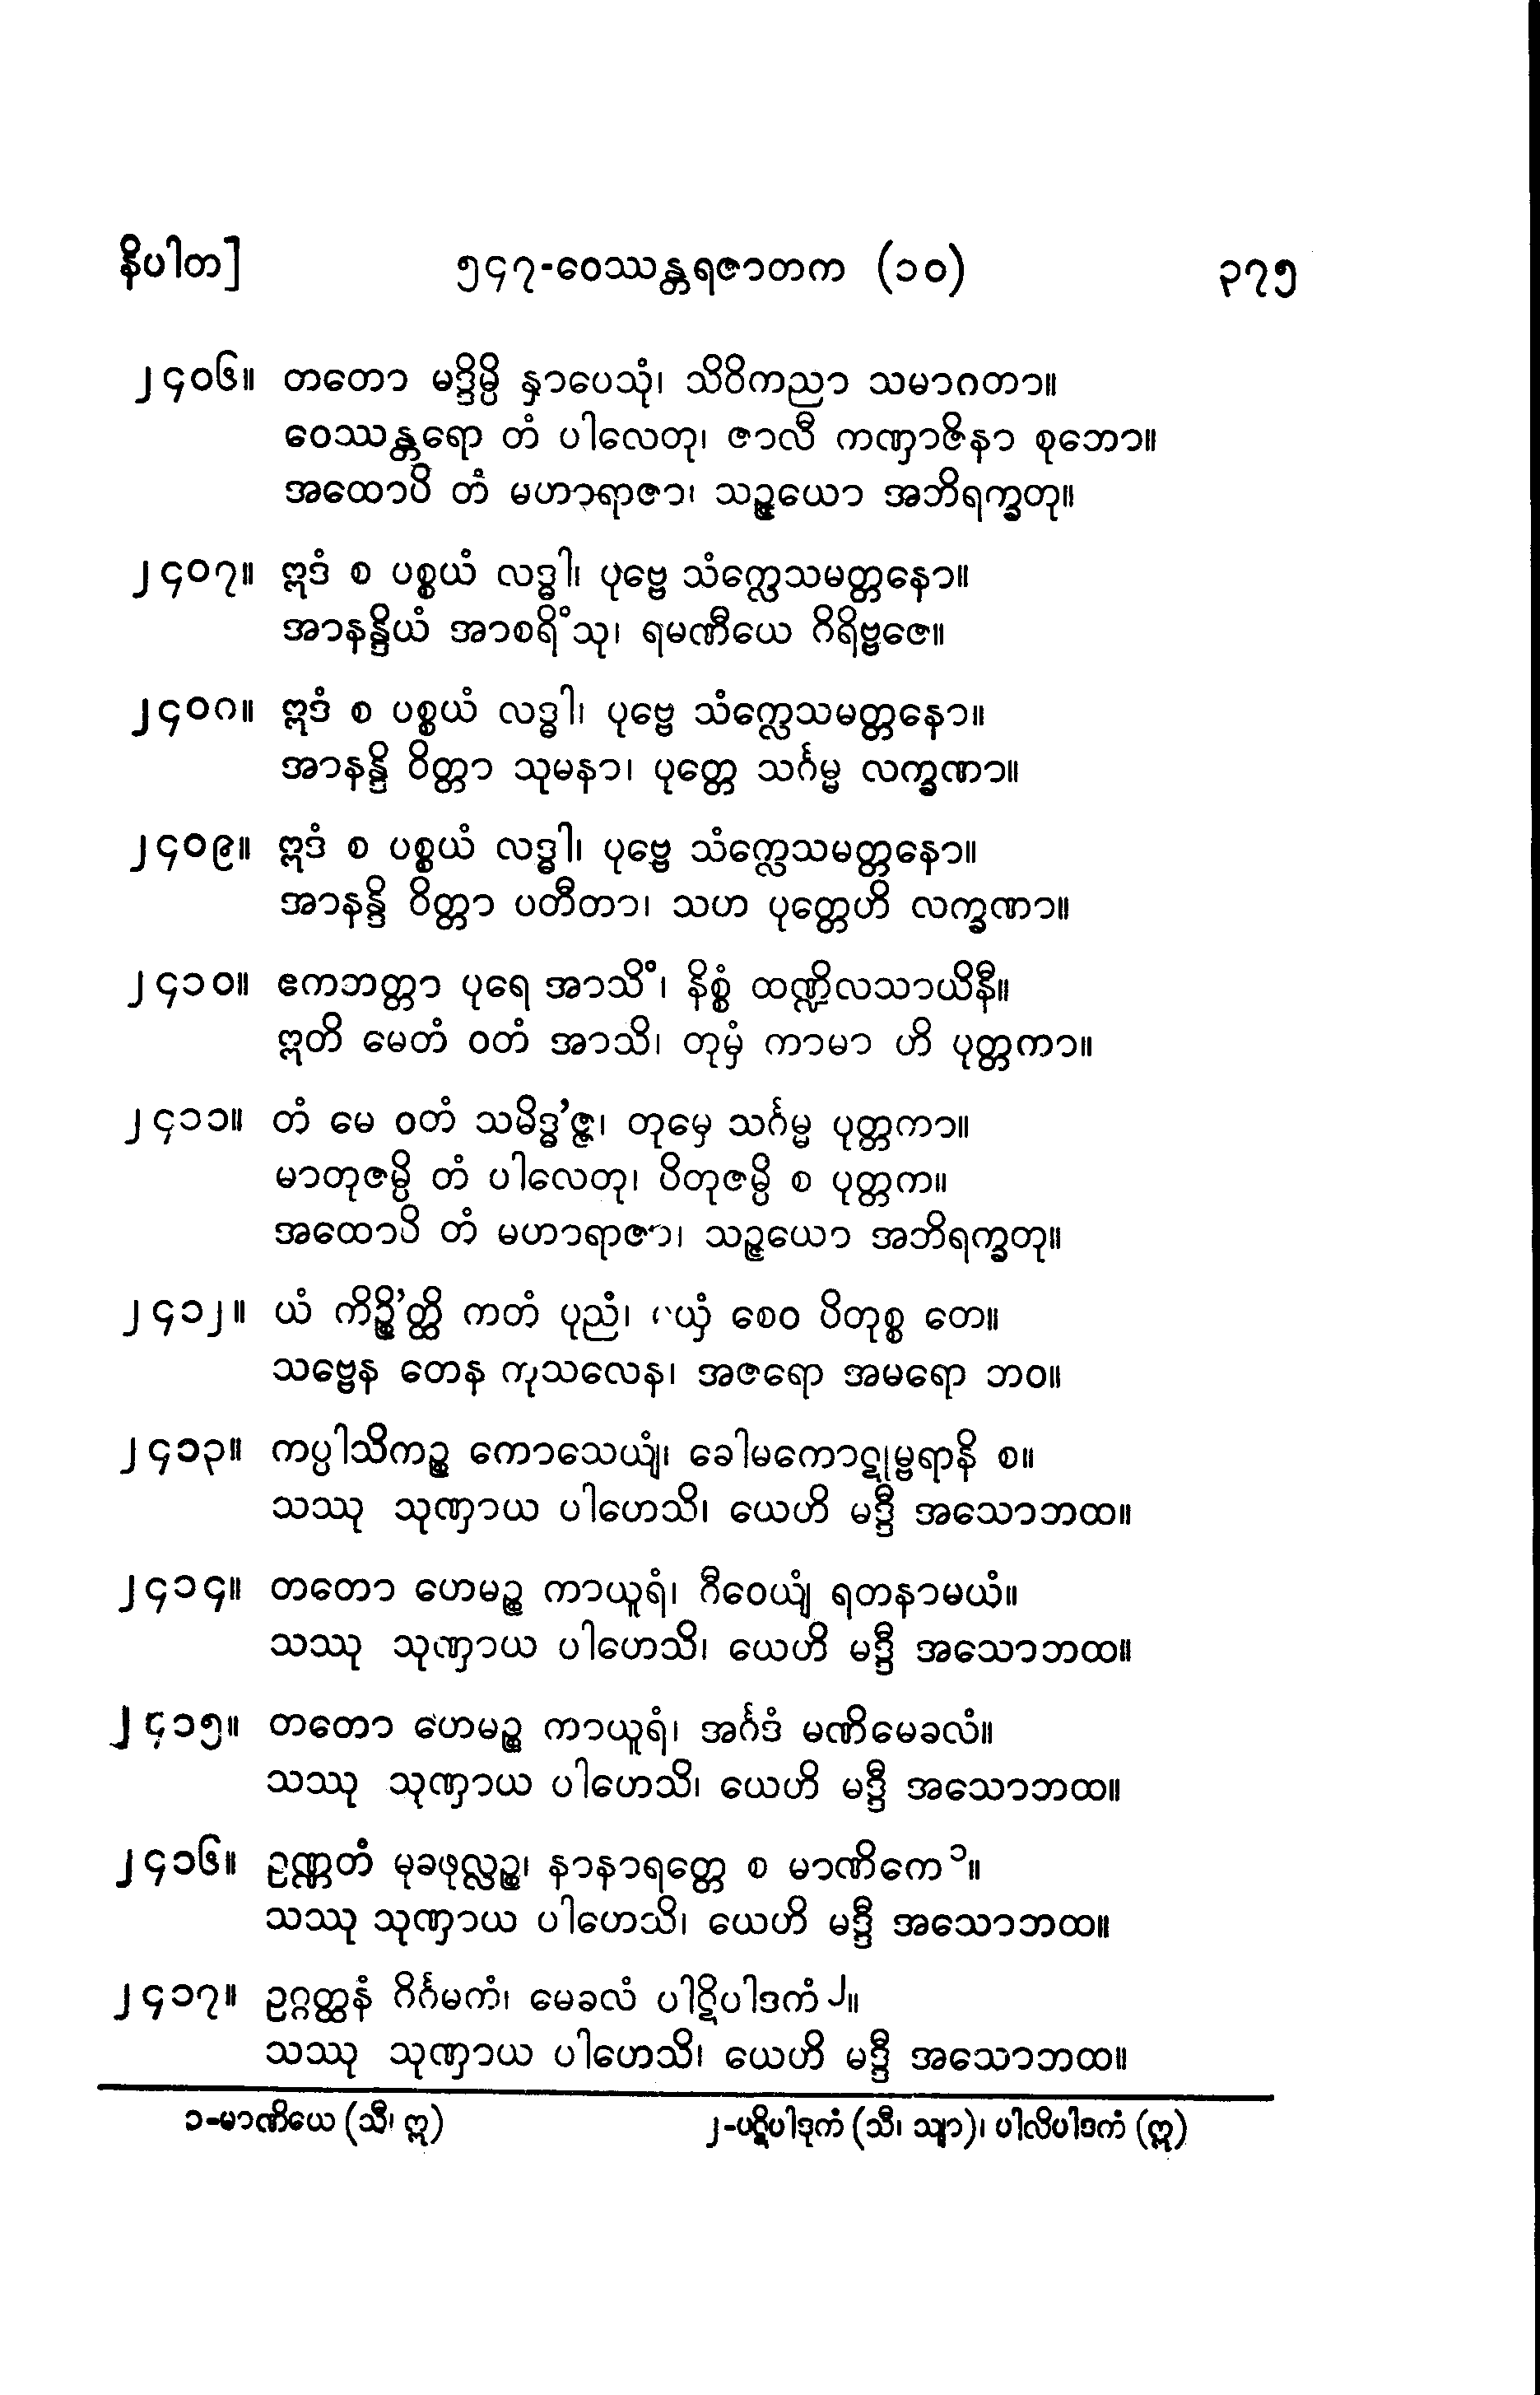 နိပါတ]
၅၄၇-ဝေဿန္တရဇာတက (၁၀)
၃၇၅
၂၄၀၆။ တတော မဒ္ဒိမ္ပိ နှာပေသုံ၊ သိဝိကညာ သမာဂတာ။
ဝေဿန္တရော တံ ပါလေတု၊ ဇာလီ ကဏှာဇိနာ စုဘော။
အထောပိ တံ မဟာရာဇာ၊ သဉ္ဇယော အဘိရက္ခတု။
၂၄၀၇။ ဣဒံ စ ပစ္စယံ လဒ္ဓါ၊ ပုဗ္ဗေ သံက္လေသမတ္တနော။
အာနန္ဒိယံ အာစရိံသု၊ ရမဏီယေ ဂိရိဗ္ဗဇေ။
၂၄၀၈။ ဣဒံ စ ပစ္စယံ လဒ္ဓါ၊ ပုဗ္ဗေ သံက္လေသမတ္တနော။
အာနန္ဒိ ဝိတ္တာ သုမနာ၊ ပုတ္တေ သင်္ဂမ္မ လက္ခဏာ။
၂၄၀၉။ ဣဒံ စ ပစ္စယံ လဒ္ဓါ၊ ပုဗ္ဗေ သံက္လေသမတ္တနော။
အာနန္ဒိ ဝိတ္တာ ပတီတာ၊ သဟ ပုတ္တေဟိ လက္ခဏာ။
၂၄၁၀။ ဧကဘတ္တာ ပုရေ အာသိံ၊ နိစ္စံ ထဏ္ဍိလသာယိနီ။
ဣတိ မေတံ ဝတံ အာသိ၊ တုမှံ ကာမာ ဟိ ပုတ္တကာ။
၂၄၁၁။ တံ မေ ဝတံ သမိဒ္ဓ’ဇ္ဇ၊ တုမှေ သင်္ဂမ္မ ပုတ္တကာ။
မာတုဇမ္ပိ တံ ပါလေတု၊ ပိတုဇမ္ပိ စ ပုတ္တက။
အထောပိ တံ မဟာရာဇာ၊ သဉ္ဇယော အဘိရက္ခတု။
၂၄၁၂။ ယံ ကိဉ္စိ’တ္ထိ ကတံ ပုညံ၊ ယှံ စေဝ ပိတုစ္စ တေ။
သဗ္ဗေန တေန ကုသလေန၊ အဇရော အမရော ဘဝ။
၂၄၁၃။ ကပ္ပါသိကဉ္စ ကောသေယျံ၊ ခေါမကောဋုမ္ဗရာနိ စ။
သဿု သုဏှာယ ပါဟေသိ၊ ယေဟိ မဒ္ဒီ အသောဘထ။
၂၄၁၄။ တတော ဟေမဉ္စ ကာယူရံ၊ ဂီဝေယျံ ရတနာမယံ။
သဿု သုဏှာယ ပါဟေသိ၊ ယေဟိ မဒ္ဒီ အသောဘထ။
၂၄၁၅။ တတော ဟေမဉ္စ ကာယူရံ၊ အင်္ဂဒံ မဏိမေခလံ။
သဿု သုဏှာယ ပါဟေသိ၊ ယေဟိ မဒ္ဒီ အသောဘထ။
၂၄၁၆။ ဥဏ္ဏတံ မုခဖုလ္လဉ္စ၊ နာနာရတ္တေ စ မာဏိကေ ၁။
သဿု သုဏှာယ ပါဟေသိ၊ ယေဟိ မဒ္ဒီ အသောဘထ။
၂၄၁၇။ ဥဂ္ဂတ္ထနံ ဂိင်္ဂမကံ၊ မေခလံ ပါဋိပါဒကံ ၂။
သဿု သုဏှာယ ပါဟေသိ၊ ယေဟိ မဒ္ဒီ အသောဘထ။
၁-မာဏိယေ (သီ၊ ဣ)
၂-ပဋိပါဒုကံ (သီ၊ သျာ)၊ ပါလိပါဒကံ (ဣ)